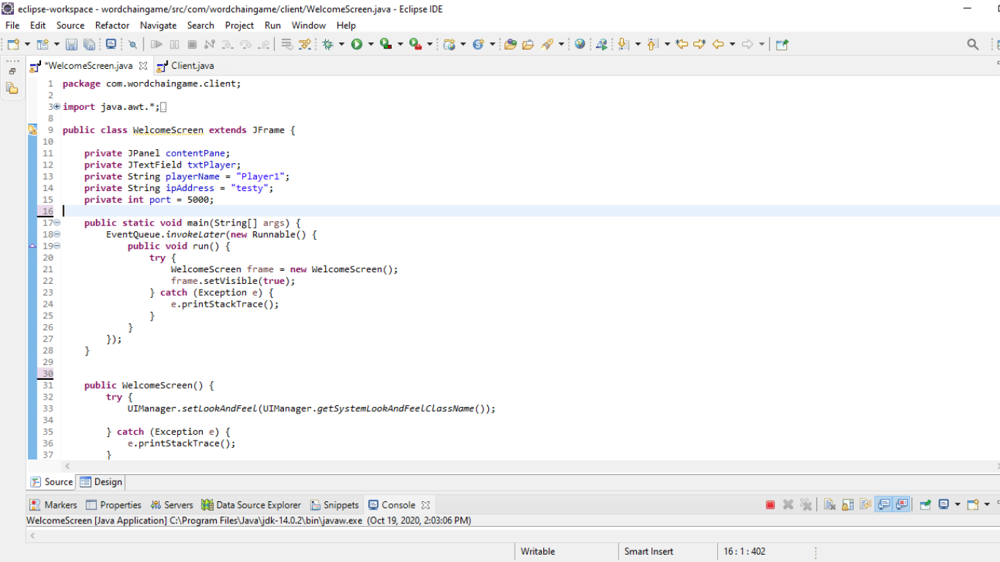 eclipse-workspace - wordchaingame/src/com/wordchaingame/client/WelcomeScreen.java - Eclipse IDE
File Edit Source Refactor Navigate Search Project Run Window Help
*WelcomeScreen.java Client.java
1 package com.wordchaingame.client;
2
3 import java.awt.*;
8
9 public class WelcomeScreen extends JFrame {
10
11     private JPanel contentPane;
12     private JTextField txtPlayer;
13     private String playerName = "Player1";
14     private String ipAddress = "testy";
15     private int port = 5000;
16
17     public static void main(String[] args) {
18         EventQueue.invokeLater(new Runnable() {
19             public void run() {
20                 try {
21                     WelcomeScreen frame = new WelcomeScreen();
22                     frame.setVisible(true);
23                 } catch (Exception e) {
24                     e.printStackTrace();
25                 }
26             }
27         });
28     }
29
30
31     public WelcomeScreen() {
32         try {
33             UIManager.setLookAndFeel(UIManager.getSystemLookAndFeelClassName());
34
35         } catch (Exception e) {
36             e.printStackTrace();
37         }
Source Design
Markers Properties Servers Data Source Explorer Snippets Console
WelcomeScreen [Java Application] C:\Program Files\Java\jdk-14.0.2\bin\javaw.exe (Oct 19, 2020, 2:03:06 PM)
Writable Smart Insert 16 : 1 : 402